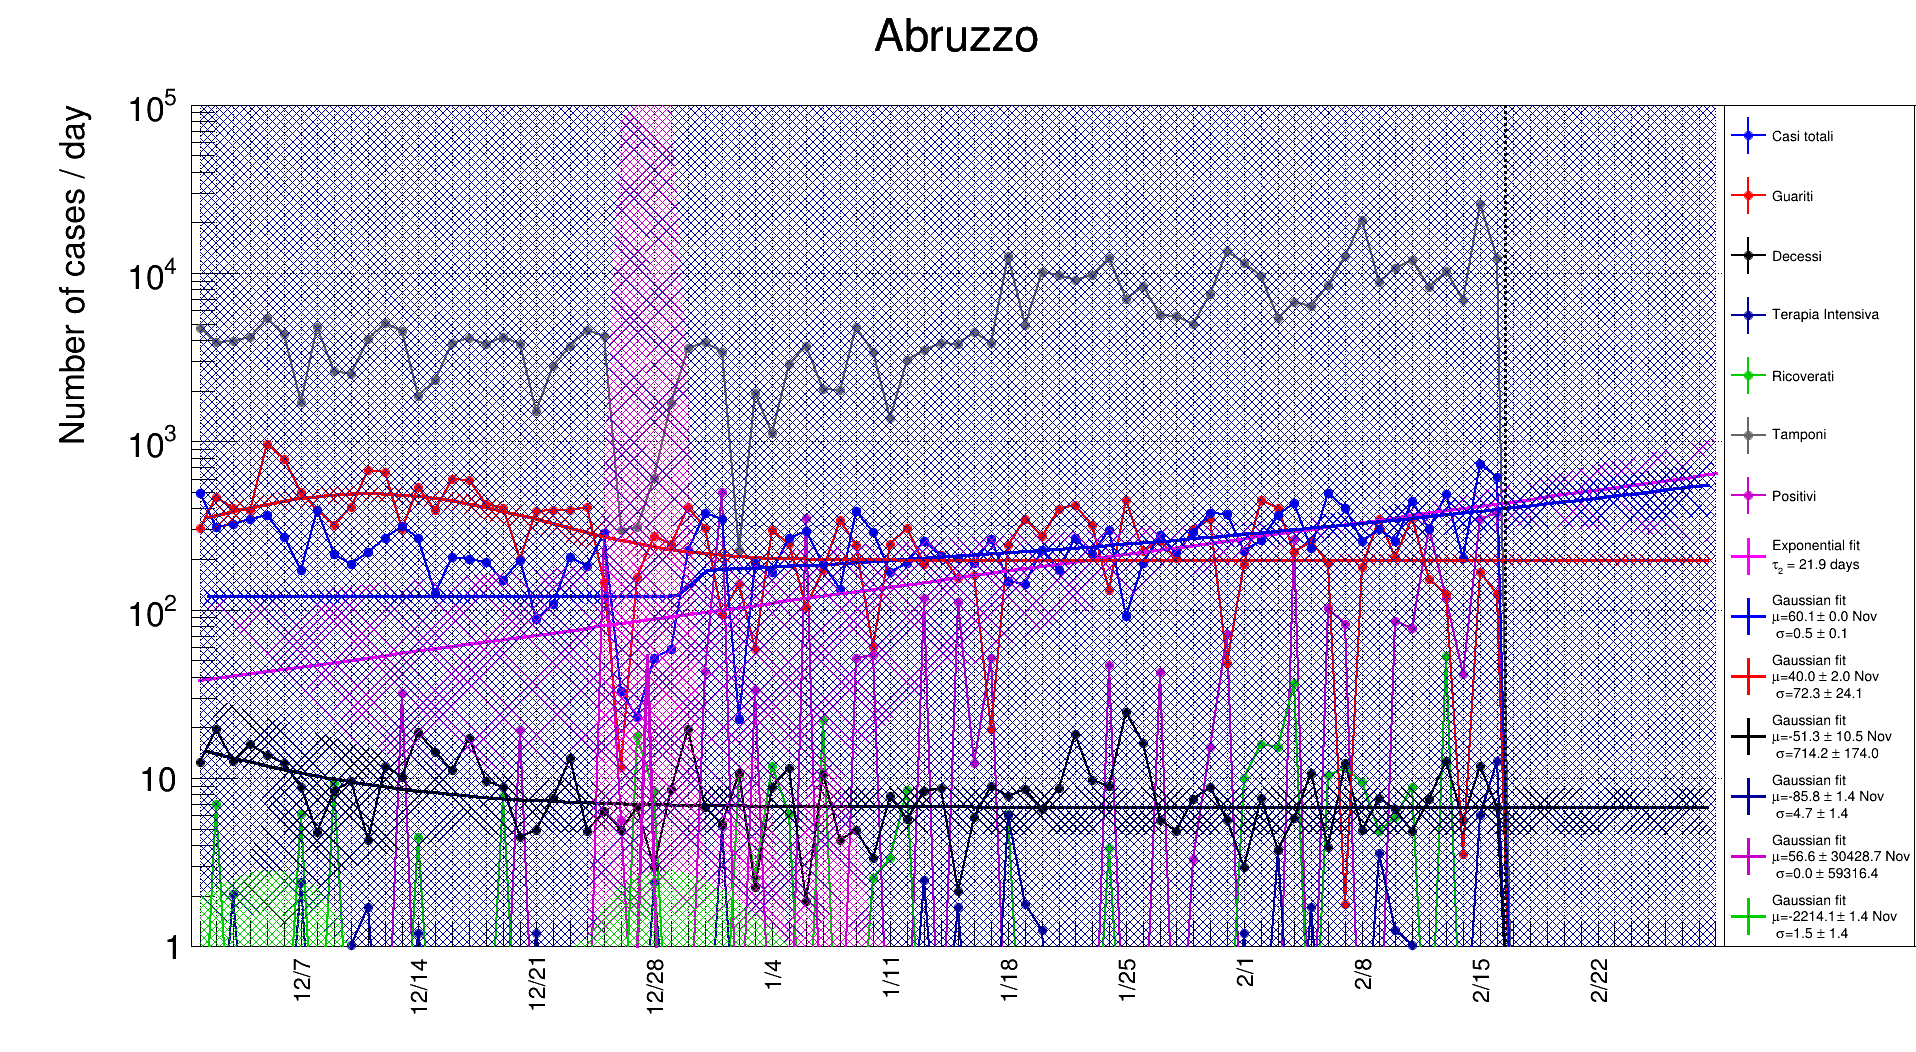 Abruzzo
Number of cases / day
10^5
10^4
10^3
10^2
10
1
12/7
12/14
12/21
12/28
1/4
1/11
1/18
1/25
2/1
2/8
2/15
2/22
Casi totali
Guariti
Decessi
Terapia Intensiva
Ricoverati
Tamponi
Positivi
Exponential fit
τ₂ = 21.9 days
Gaussian fit
μ=60.1± 0.0 Nov
σ=0.5 ± 0.1
Gaussian fit
μ=40.0 ± 2.0 Nov
σ=72.3 ± 24.1
Gaussian fit
μ=-51.3 ± 10.5 Nov
σ=714.2 ± 174.0
Gaussian fit
μ=-85.8 ± 1.4 Nov
σ=4.7 ± 1.4
Gaussian fit
μ=56.6 ± 30428.7 Nov
σ=0.0 ± 59316.4
Gaussian fit
μ=-2214.1± 1.4 Nov
σ=1.5 ± 1.4